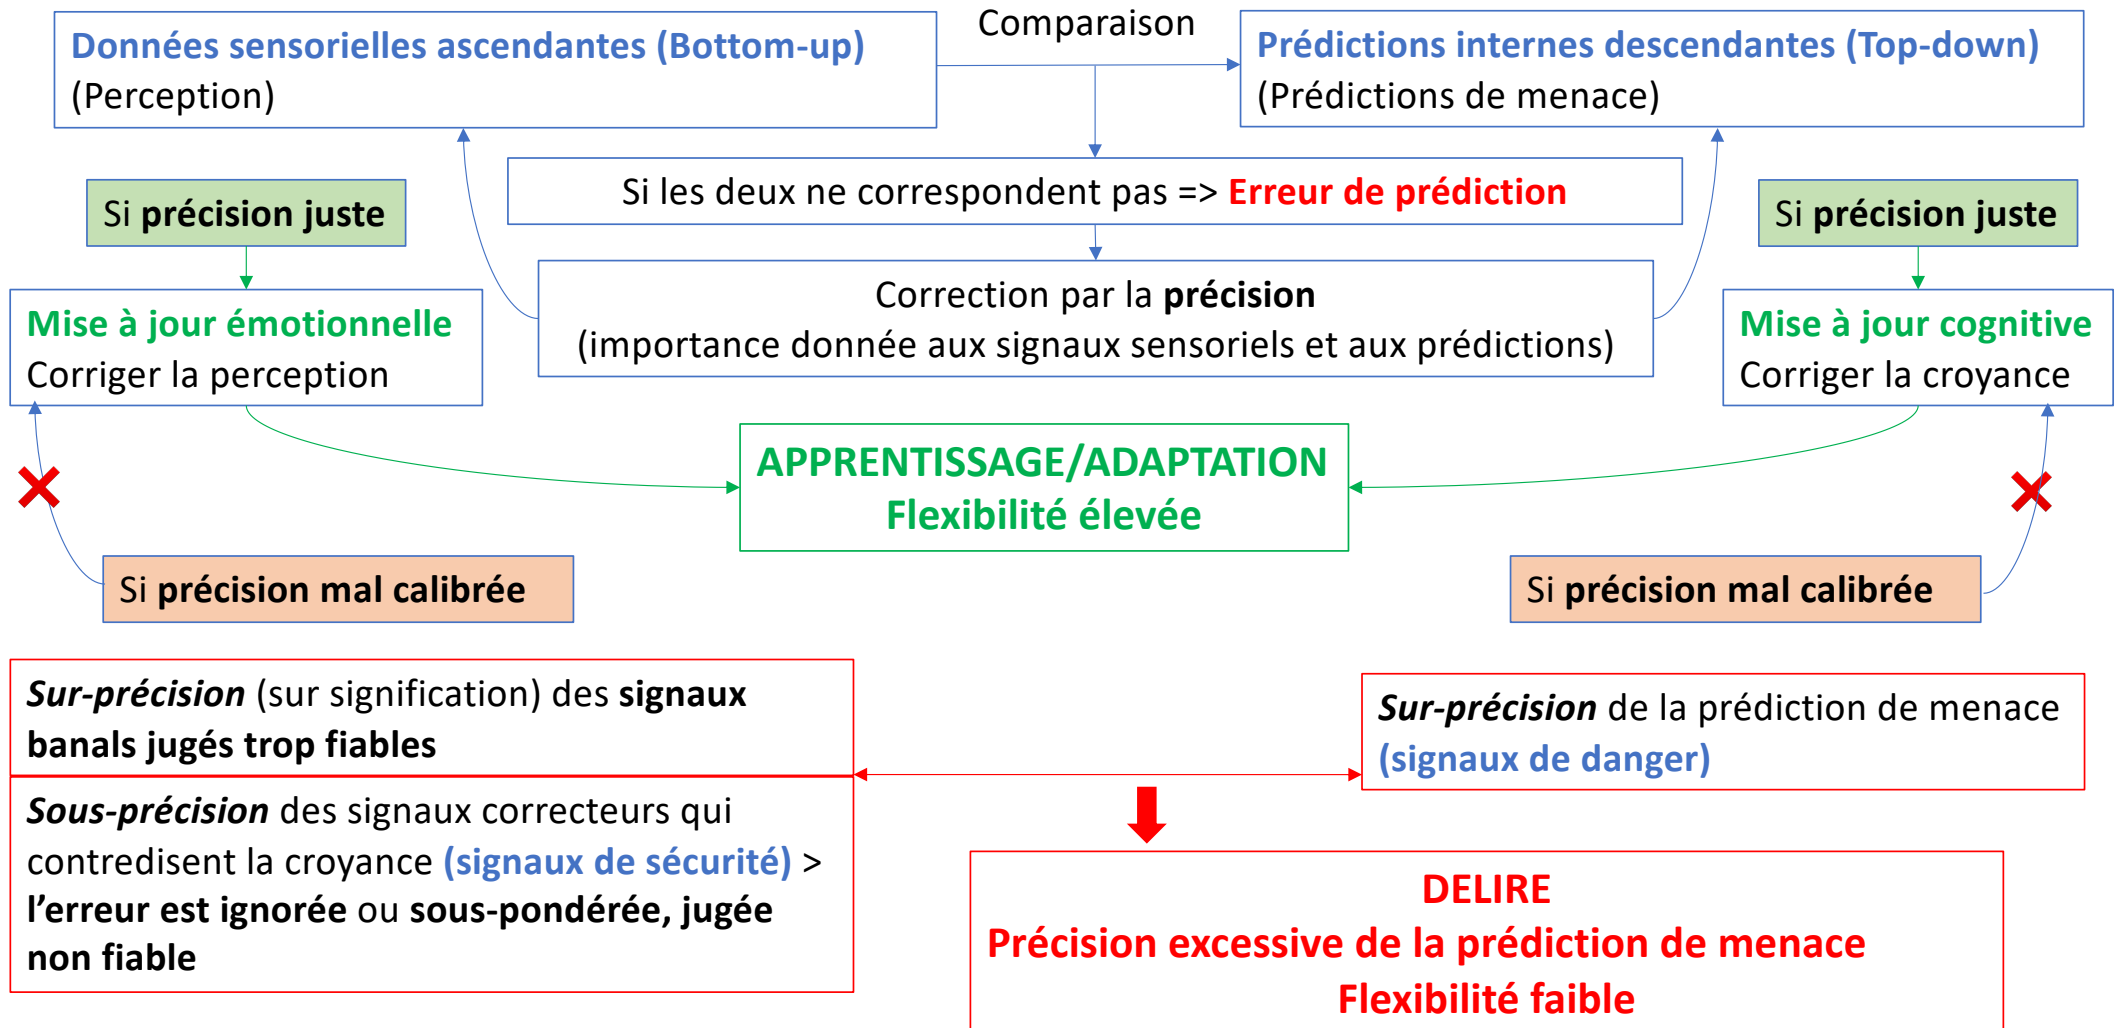 Comparaison
Données sensorielles ascendantes (Bottom-up)
(Perception)
Prédictions internes descendantes (Top-down)
(Prédictions de menace)
Si les deux ne correspondent pas => Erreur de prédiction
Si précision juste
Si précision juste
Correction par la précision
(importance donnée aux signaux sensoriels et aux prédictions)
Mise à jour émotionnelle
Corriger la perception
Mise à jour cognitive
Corriger la croyance
APPRENTISSAGE/ADAPTATION
Flexibilité élevée
Si précision mal calibrée
Si précision mal calibrée
Sur-précision (sur signification) des signaux
banals jugés trop fiables
Sur-précision de la prédiction de menace
(signaux de danger)
Sous-précision des signaux correcteurs qui
contredisent la croyance (signaux de sécurité) >
l’erreur est ignorée ou sous-pondérée, jugée
non fiable
DELIRE
Précision excessive de la prédiction de menace
Flexibilité faible